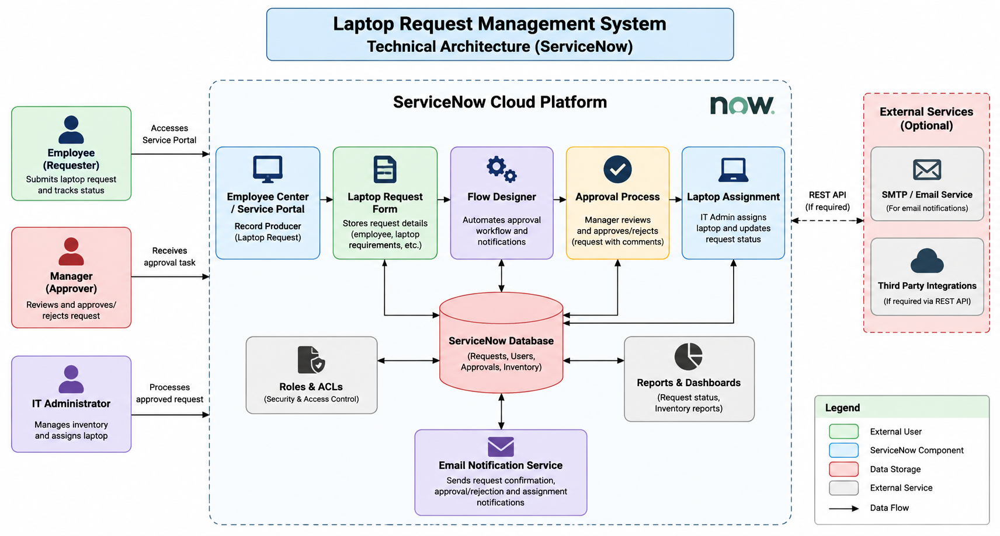 Laptop Request Management System
Technical Architecture (ServiceNow)
ServiceNow Cloud Platform
now.
Employee
(Requester)
Submits laptop request
and tracks status
Accesses
Service Portal
Manager
(Approver)
Reviews and approves/
rejects request
Receives
approval task
IT Administrator
Manages inventory
and assigns laptop
Processes
approved request
Employee Center
/ Service Portal
Record Producer
(Laptop Request)
Laptop Request
Form
Stores request details
(employee, laptop
requirements, etc.)
Flow Designer
Automates approval
workflow and
notifications
Approval Process
Manager reviews
and approves/rejects
(request with comments)
Laptop Assignment
IT Admin assigns
laptop and updates
request status
ServiceNow Database
(Requests, Users,
Approvals, Inventory)
Roles & ACLs
(Security & Access Control)
Reports & Dashboards
(Request status,
Inventory reports)
Email Notification Service
Sends request confirmation,
approval/rejection and assignment
notifications
REST API
(If required)
External Services
(Optional)
SMTP / Email Service
(For email notifications)
Third Party Integrations
(If required via REST API)
Legend
External User
ServiceNow Component
Data Storage
External Service
Data Flow